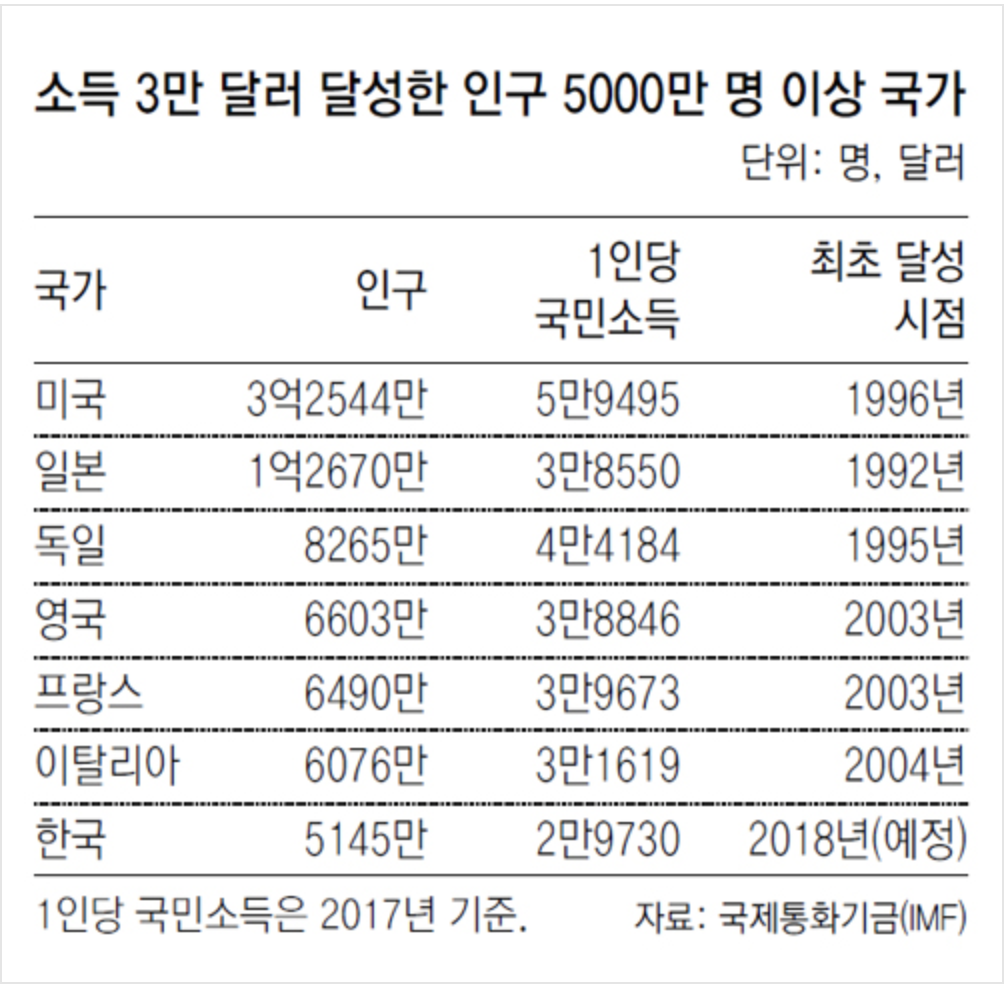 소득 3만 달러 달성한 인구 5000만 명 이상 국가
단위: 명, 달러
국가 인구 1인당 국민소득 최초 달성 시점
미국 3억2544만 5만9495 1996년
일본 1억2670만 3만8550 1992년
독일 8265만 4만4184 1995년
영국 6603만 3만8846 2003년
프랑스 6490만 3만9673 2003년
이탈리아 6076만 3만1619 2004년
한국 5145만 2만9730 2018년(예정)
1인당 국민소득은 2017년 기준. 자료: 국제통화기금(IMF)